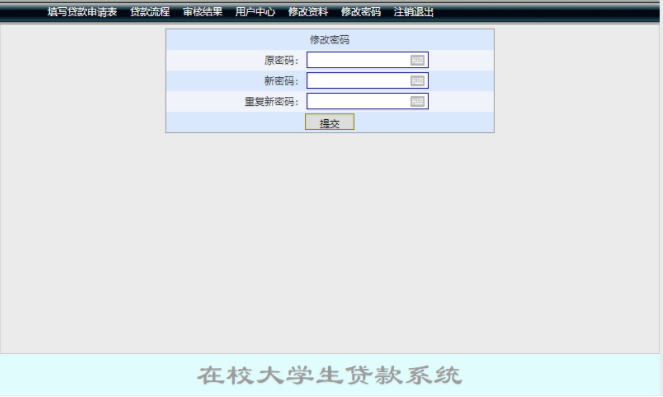 填写贷款申请表 贷款流程 审核结果 用户中心 修改资料 修改密码 注销退出
修改密码
原密码：
新密码：
重复新密码：
提交
在校大学生贷款系统